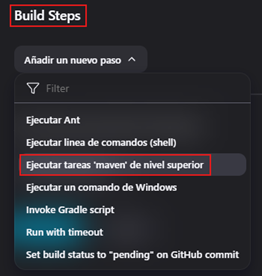 Build Steps
Añadir un nuevo paso
Filter
Ejecutar Ant
Ejecutar linea de comandos (shell)
Ejecutar tareas 'maven' de nivel superior
Ejecutar un comando de Windows
Invoke Gradle script
Run with timeout
Set build status to "pending" on GitHub commit